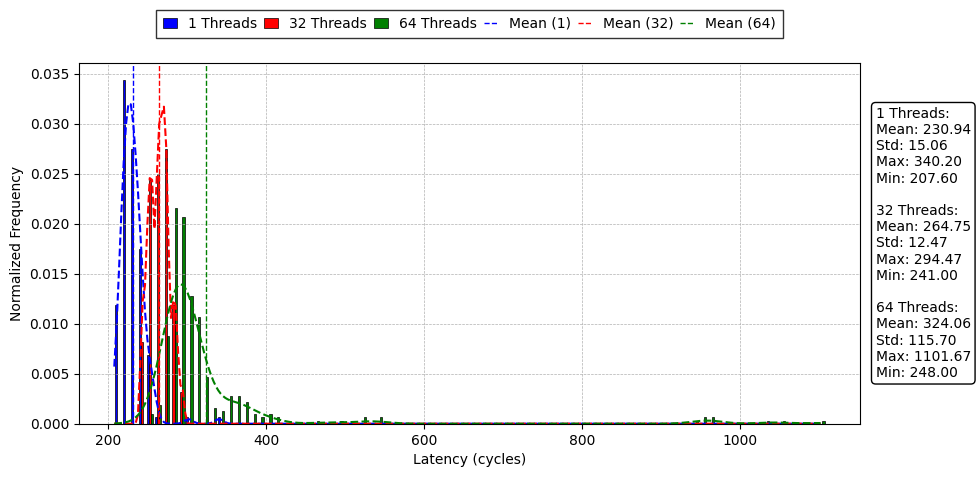 1 Threads 32 Threads 64 Threads Mean (1) Mean (32) Mean (64)
Normalized Frequency
0.035
0.030
0.025
0.020
0.015
0.010
0.005
0.000
200 400 600 800 1000
Latency (cycles)
1 Threads:
Mean: 230.94
Std: 15.06
Max: 340.20
Min: 207.60
32 Threads:
Mean: 264.75
Std: 12.47
Max: 294.47
Min: 241.00
64 Threads:
Mean: 324.06
Std: 115.70
Max: 1101.67
Min: 248.00